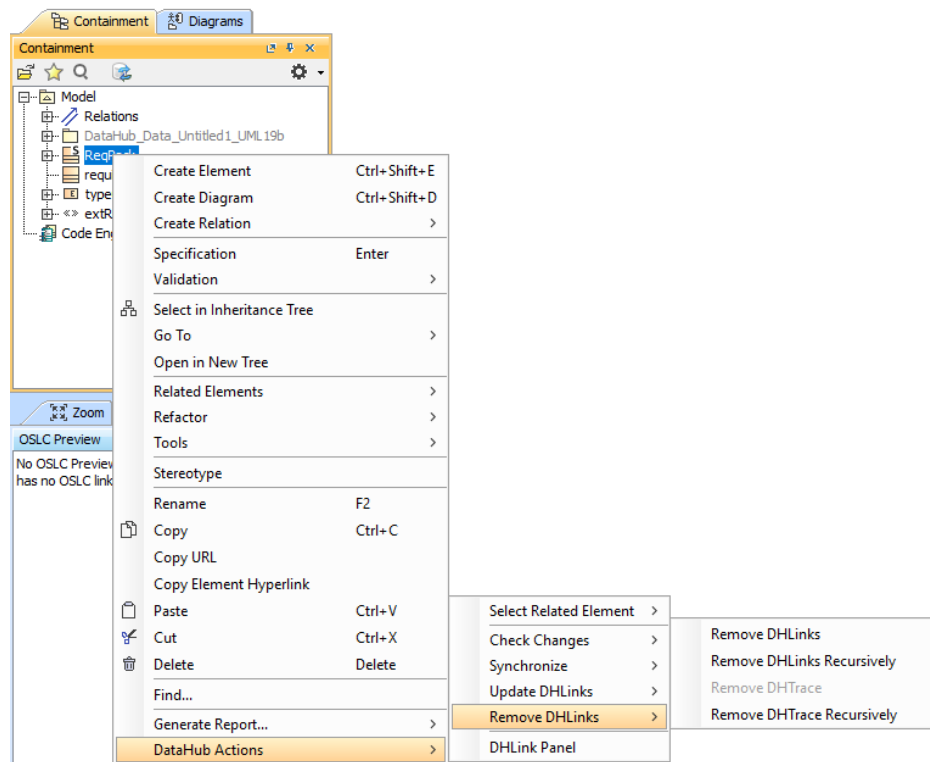 Containment
Diagrams
Containment
Model
Relations
DataHub_Data_Untitled1_UML19b
ReqPack
requ
type
extR
Code En
Create Element Ctrl+Shift+E
Create Diagram Ctrl+Shift+D
Create Relation
Specification Enter
Validation
Select in Inheritance Tree
Go To
Open in New Tree
Related Elements
Refactor
Tools
Stereotype
Rename F2
Copy Ctrl+C
Copy URL
Copy Element Hyperlink
Paste Ctrl+V
Cut Ctrl+X
Delete Delete
Find...
Generate Report...
DataHub Actions
Zoom
OSLC Preview
No OSLC Preview
has no OSLC link
Select Related Element
Check Changes
Synchronize
Update DHLinks
Remove DHLinks
DHLink Panel
Remove DHLinks
Remove DHLinks Recursively
Remove DHTrace
Remove DHTrace Recursively